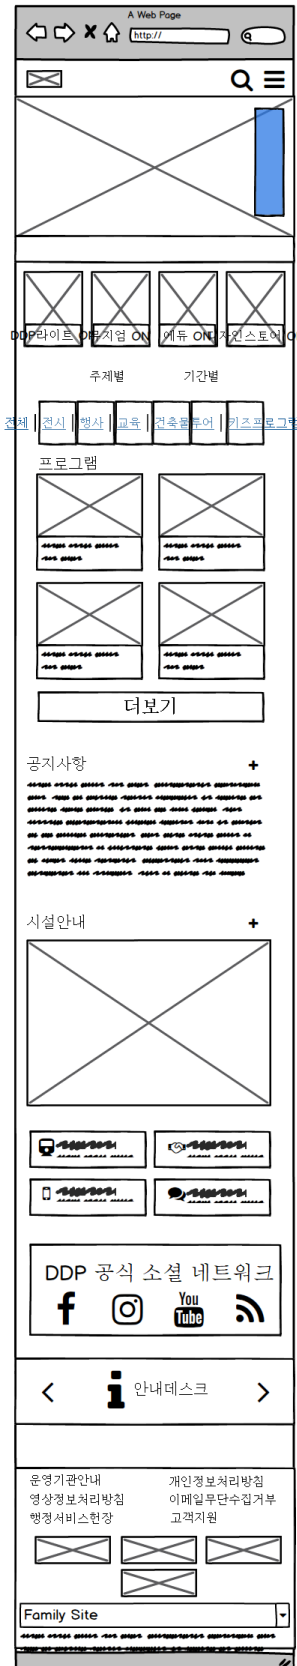 A Web Page
http://
DDP라이트 ON
뮤지엄 ON
에듀 ON
디자인스토어
주제별 기간별
전체 | 전시 | 행사 | 교육 | 건축물투어 | 키즈프로그램
프로그램
더보기
공지사항 +
시설안내 +
DDP 공식 소셜 네트워크
You
Tube
안내데스크
운영기관안내 개인정보처리방침
영상정보처리방침 이메일무단수집거부
행정서비스헌장 고객지원
Family Site